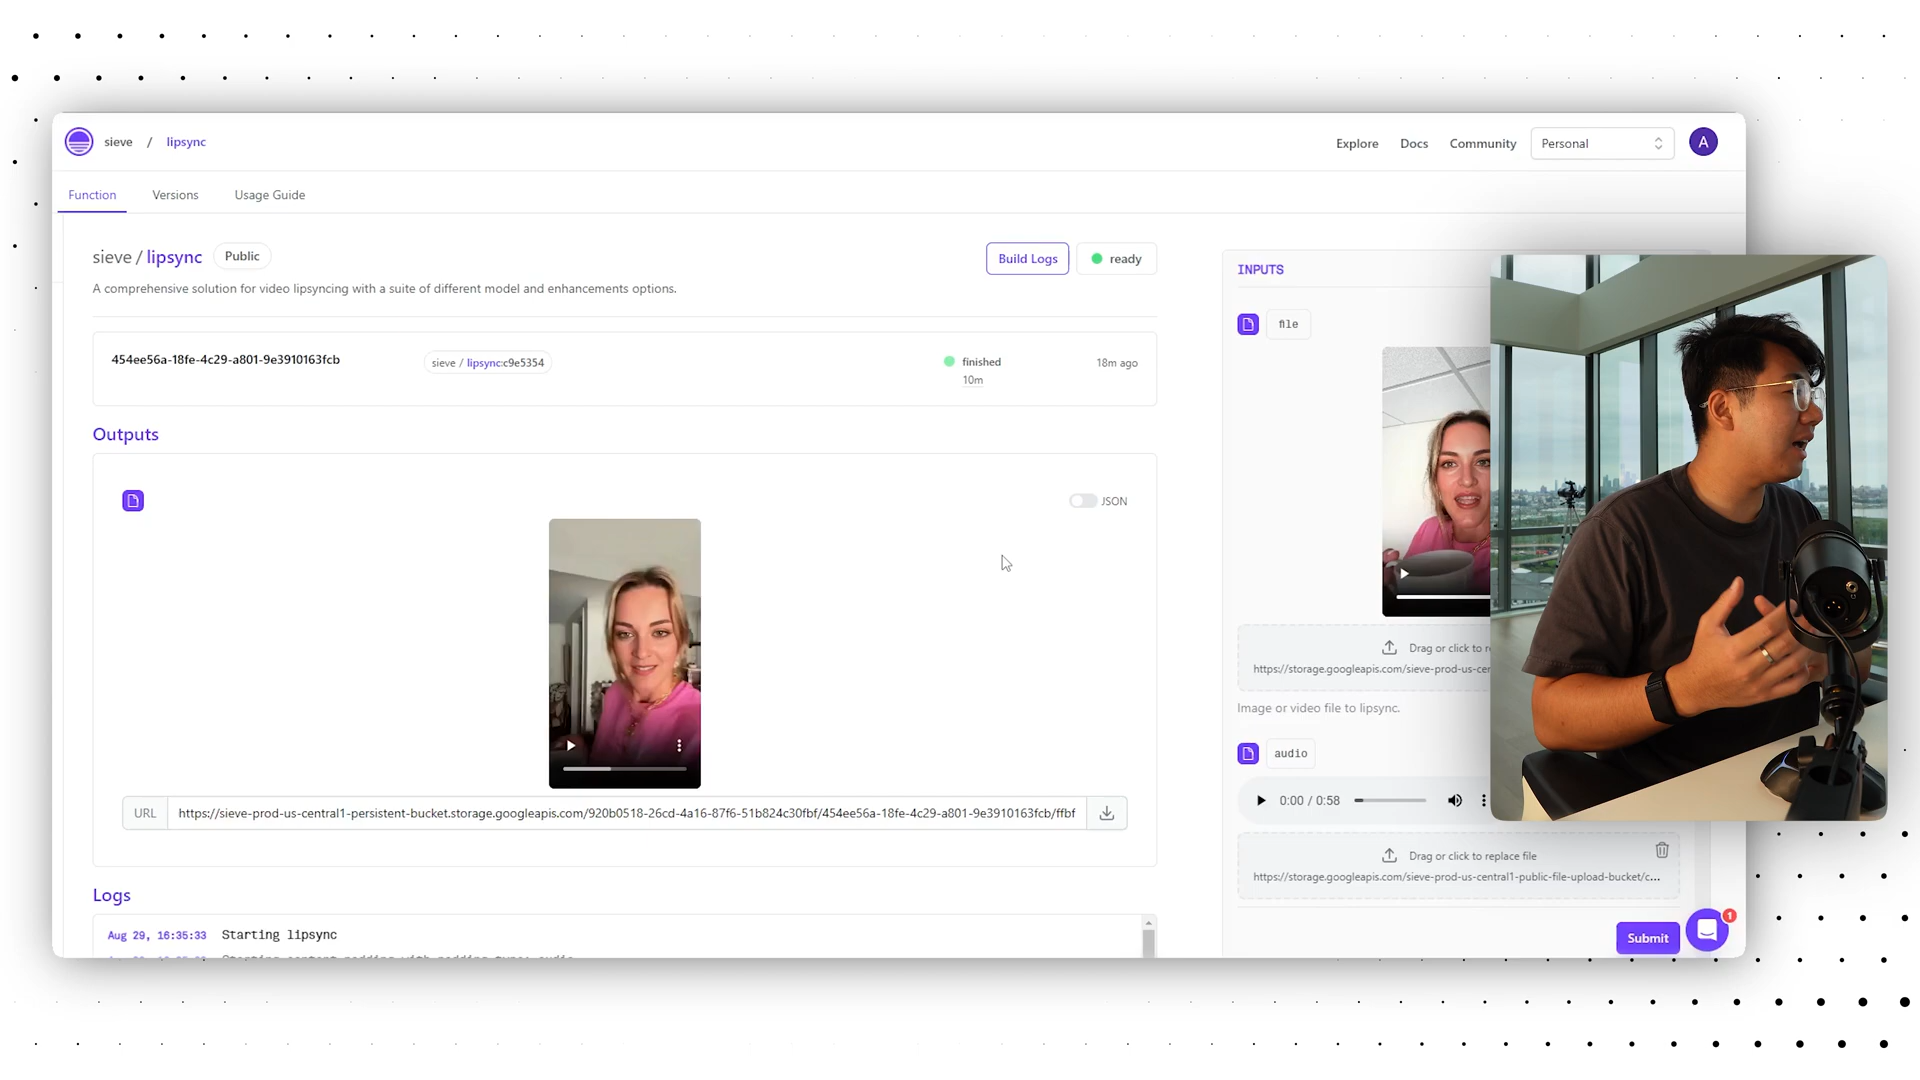 sieve / lipsync
Explore Docs Community Personal A
Function Versions Usage Guide
sieve / lipsync Public
Build Logs ready
A comprehensive solution for video lipsyncing with a suite of different model and enhancements options.
454ee56a-18fe-4c29-a801-9e3910163fcb sieve / lipsync:c9e5354 finished 18m ago
10m
Outputs
JSON
URL https://sieve-prod-us-central1-persistent-bucket.storage.googleapis.com/920b0518-26cd-4a16-87f6-51b824c30fbf/454ee56a-18fe-4c29-a801-9e3910163fcb/ffbf
Logs
Aug 29, 16:35:33 Starting lipsync
INPUTS
file
Drag or click to re
https://storage.googleapis.com/sieve-prod-us-cen
Image or video file to lipsync.
audio
0:00 / 0:58
Drag or click to replace file
https://storage.googleapis.com/sieve-prod-us-central1-public-file-upload-bucket/c...
Submit
1